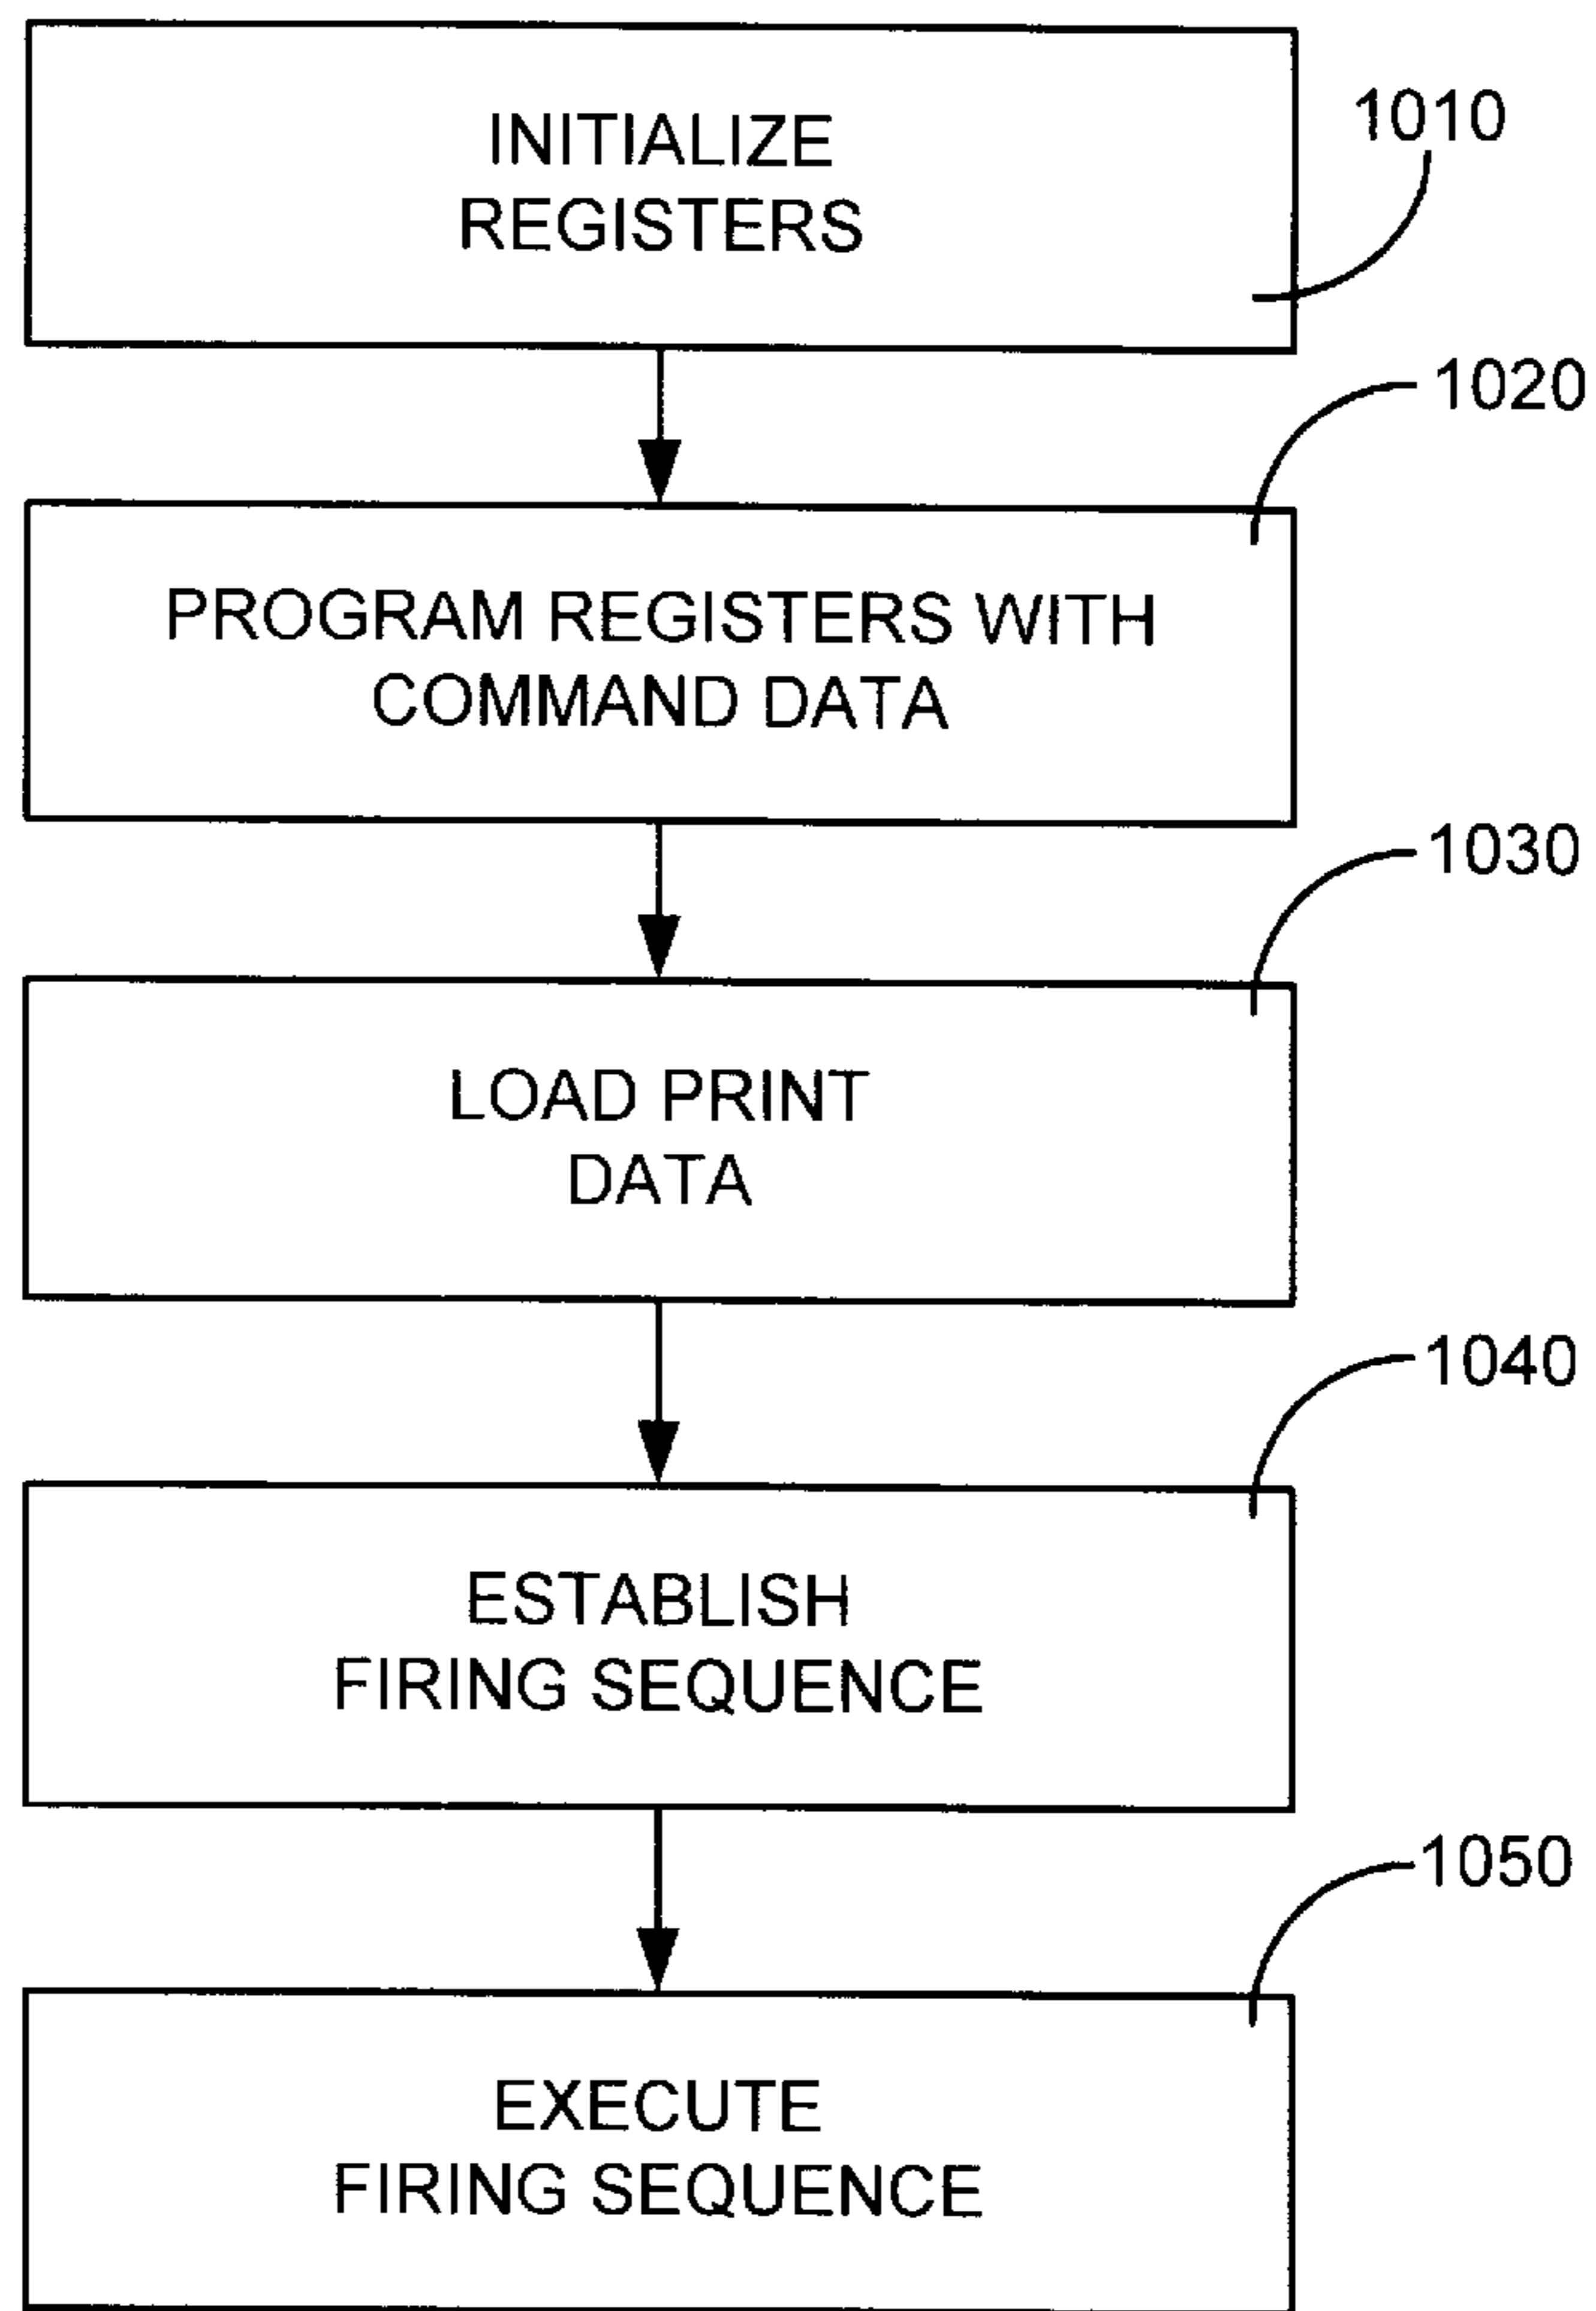 INITIALIZE
REGISTERS
1010
1020
PROGRAM REGISTERS WITH
COMMAND DATA
1030
LOAD PRINT
DATA
1040
ESTABLISH
FIRING SEQUENCE
1050
EXECUTE
FIRING SEQUENCE